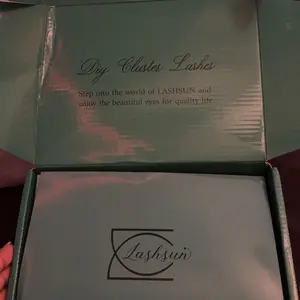 Diy Cluster Lashes
Step into the world of LASHSUN and
enjoy the beautiful eyes for quality life
Lashsun